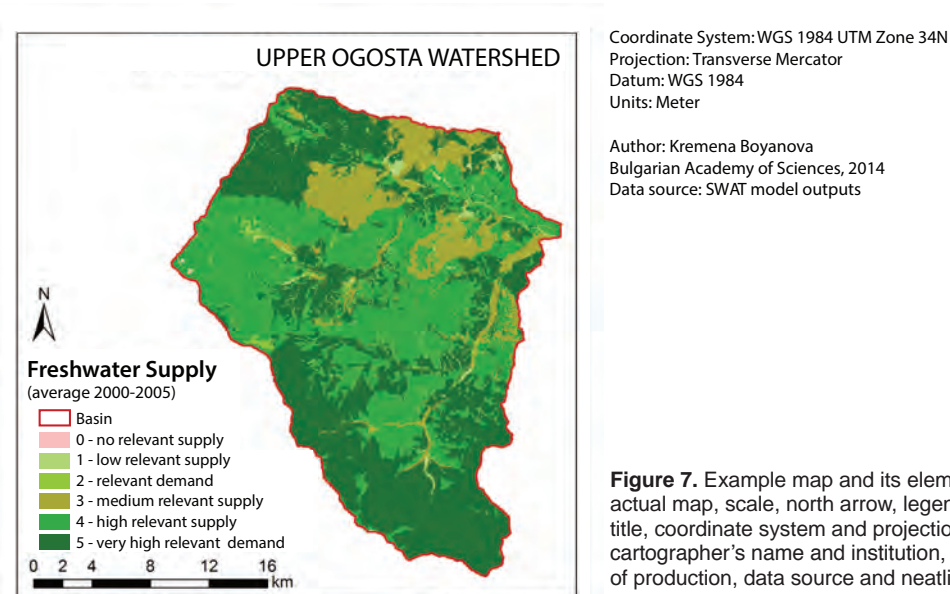 UPPER OGOSTA WATERSHED
N
Freshwater Supply
(average 2000-2005)
Basin
0 - no relevant supply
1 - low relevant supply
2 - relevant demand
3 - medium relevant supply
4 - high relevant supply
5 - very high relevant demand
0 2 4 8 12 16
km
Coordinate System: WGS 1984 UTM Zone 34N
Projection: Transverse Mercator
Datum: WGS 1984
Units: Meter
Author: Kremena Boyanova
Bulgarian Academy of Sciences, 2014
Data source: SWAT model outputs
Figure 7. Example map and its elem
actual map, scale, north arrow, leger
title, coordinate system and projectio
cartographer's name and institution,
of production, data source and neatli